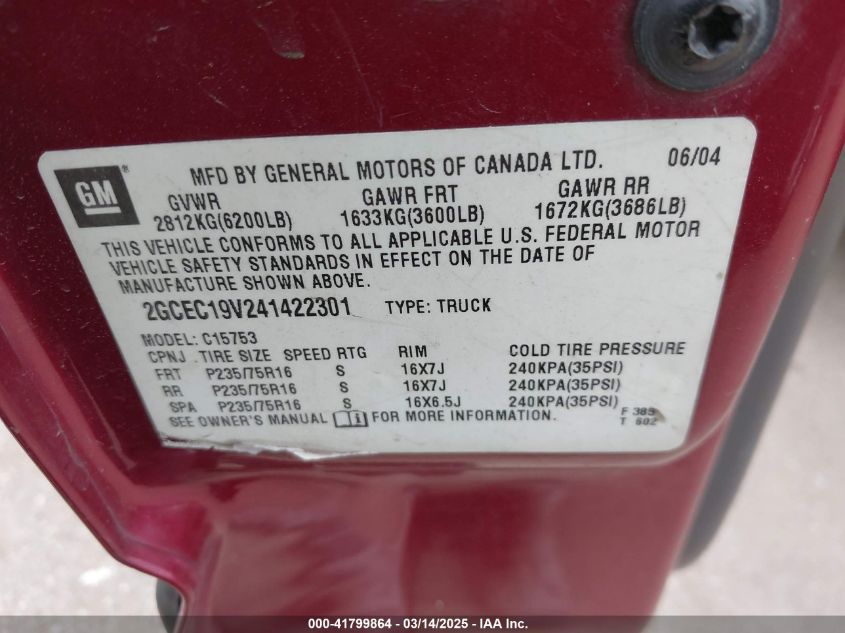 GM
®
MFD BY GENERAL MOTORS OF CANADA LTD. 06/04
GVWR GAWR FRT GAWR RR
2812KG(6200LB) 1633KG(3600LB) 1672KG(3686LB)
THIS VEHICLE CONFORMS TO ALL APPLICABLE U.S. FEDERAL MOTOR
VEHICLE SAFETY STANDARDS IN EFFECT ON THE DATE OF
MANUFACTURE SHOWN ABOVE.
2GCEC19V241422301 TYPE: TRUCK
MODEL: C15753
CPNJ TIRE SIZE SPEED RTG RIM COLD TIRE PRESSURE
FRT P235/75R16 S 16X7J 240KPA(35PSI)
RR P235/75R16 S 16X7J 240KPA(35PSI)
SPA P235/75R16 S 16X6.5J 240KPA(35PSI)
SEE OWNER'S MANUAL FOR MORE INFORMATION.
F 385
T 602
000-41799864 / 03/14/2025 - IAA Inc.